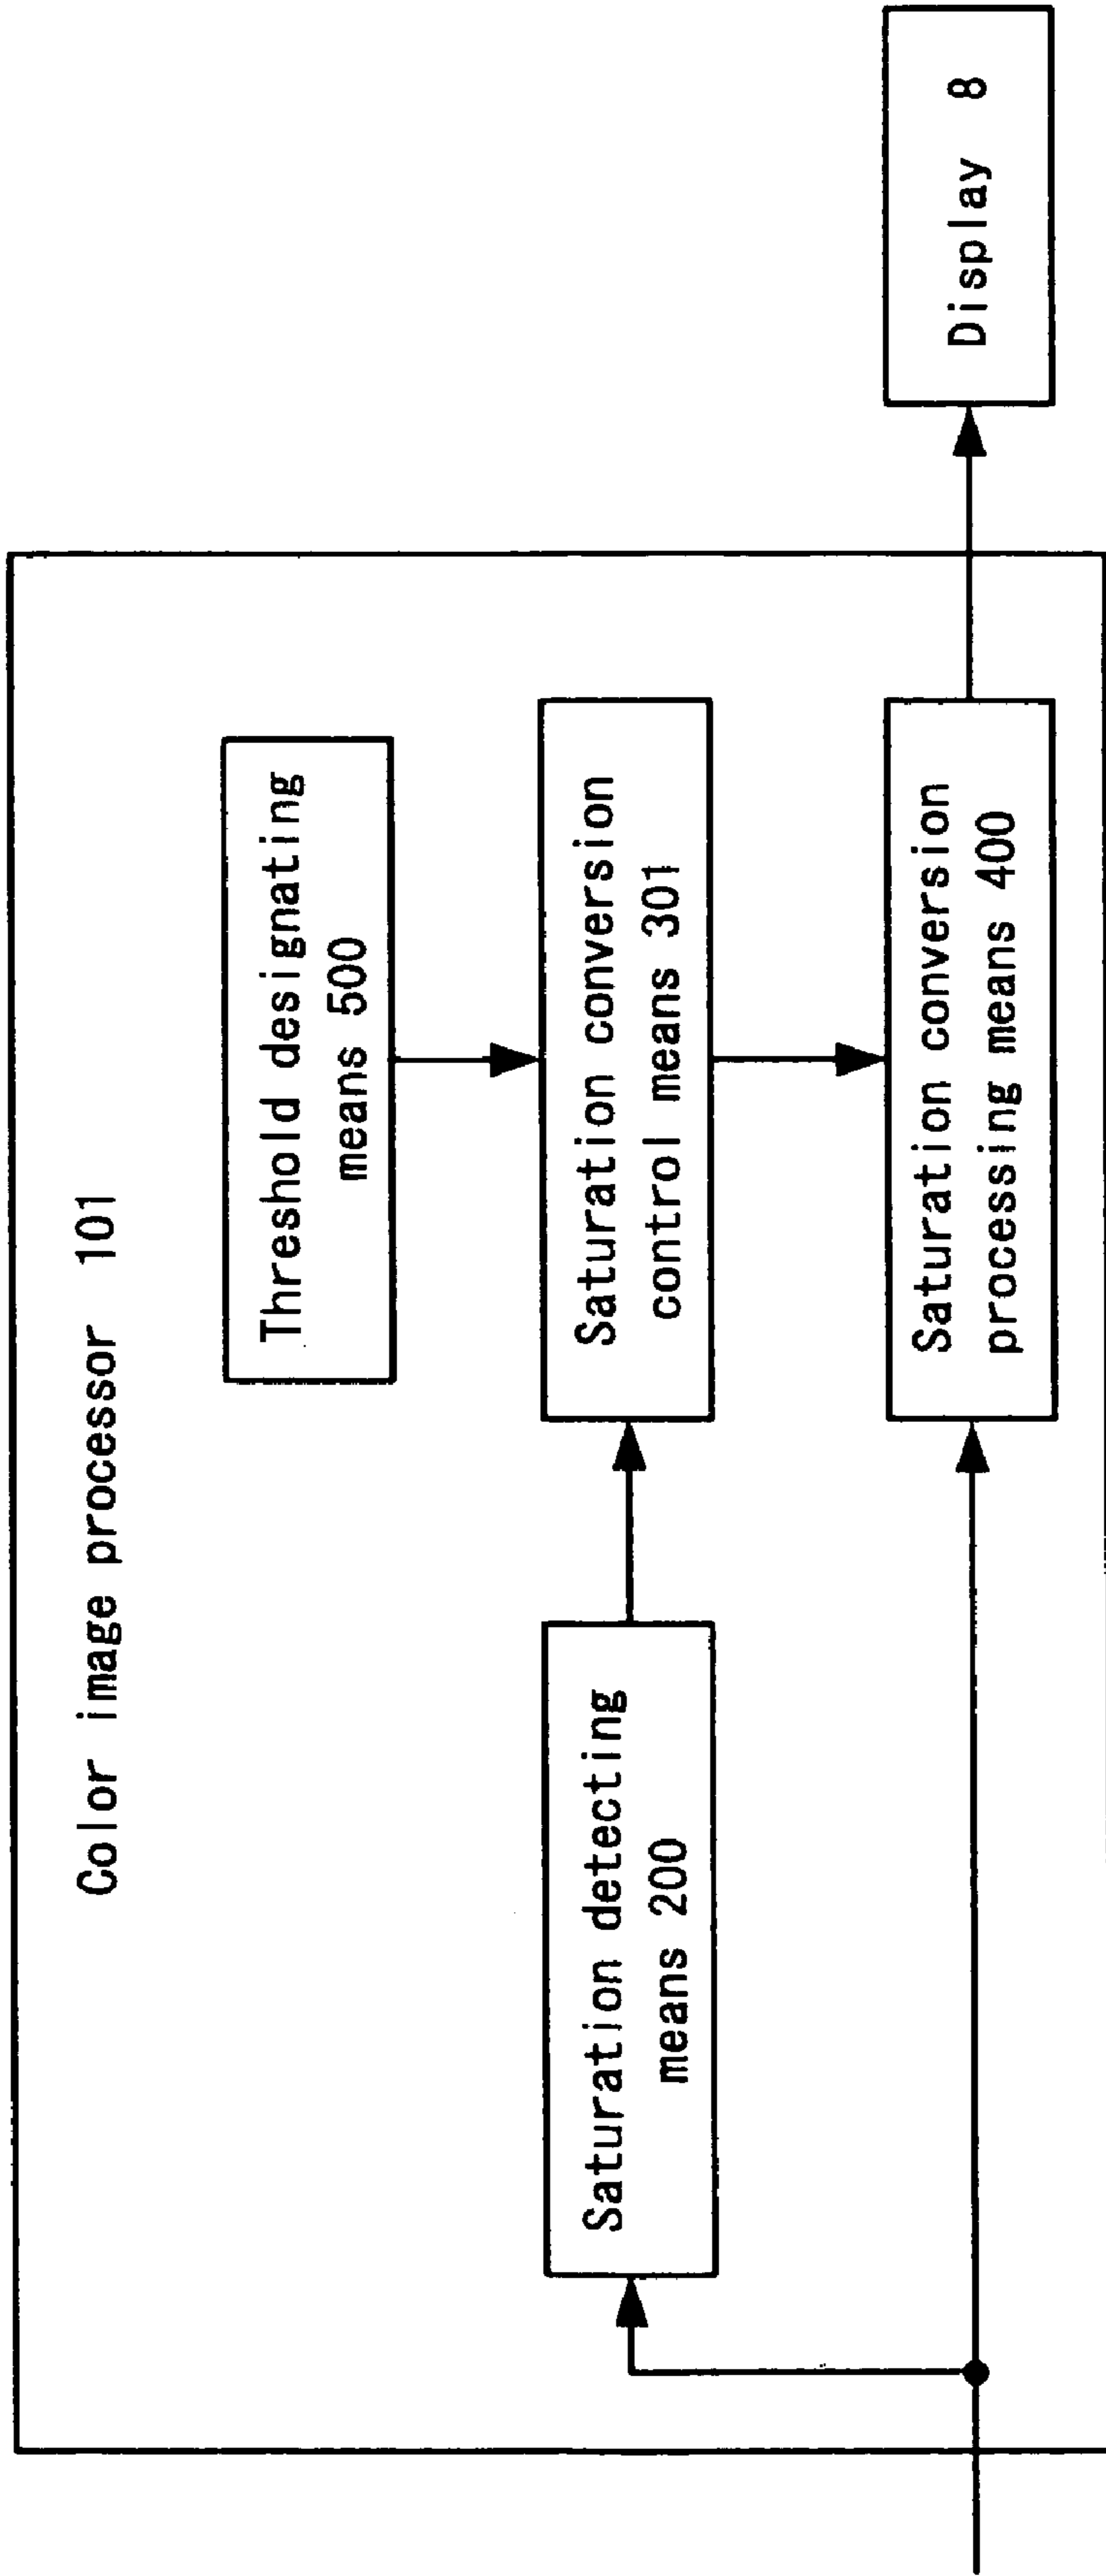 Color image processor 101
Threshold designating
means 500
Saturation detecting
means 200
Saturation conversion
control means 301
Saturation conversion
processing means 400
Display 8